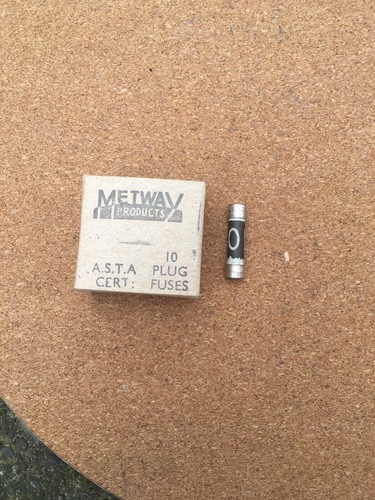 METWAY
PRODUCTS
10
A.S.T.A PLUG
CERT: FUSES